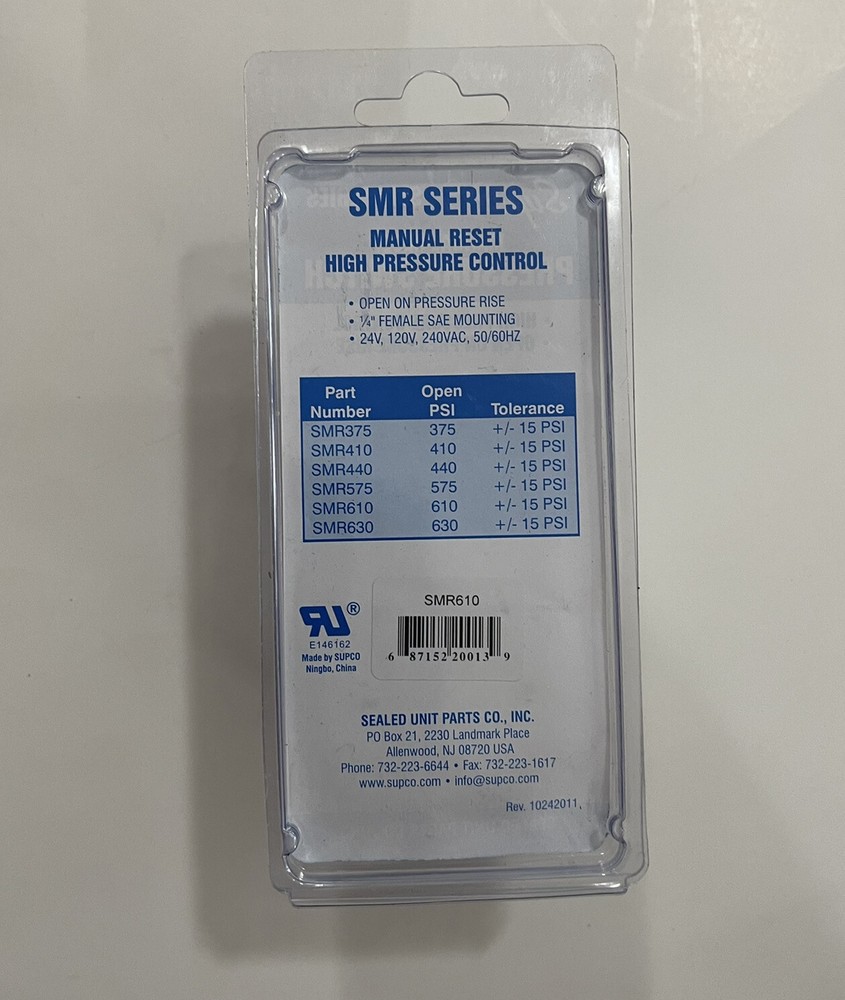 SMR SERIES
MANUAL RESET
HIGH PRESSURE CONTROL
• OPEN ON PRESSURE RISE
• ¼" FEMALE SAE MOUNTING
• 24V, 120V, 240VAC, 50/60HZ
Part Number Open PSI Tolerance
SMR375 375 +/- 15 PSI
SMR410 410 +/- 15 PSI
SMR440 440 +/- 15 PSI
SMR575 575 +/- 15 PSI
SMR610 610 +/- 15 PSI
SMR630 630 +/- 15 PSI
SMR610
RU®
E146162
Made by SUPCO
Ningbo, China
6 87152 20013 9
SEALED UNIT PARTS CO., INC.
PO Box 21, 2230 Landmark Place
Allenwood, NJ 08720 USA
Phone: 732-223-6644 • Fax: 732-223-1617
www.supco.com • info@supco.com
Rev. 10242011